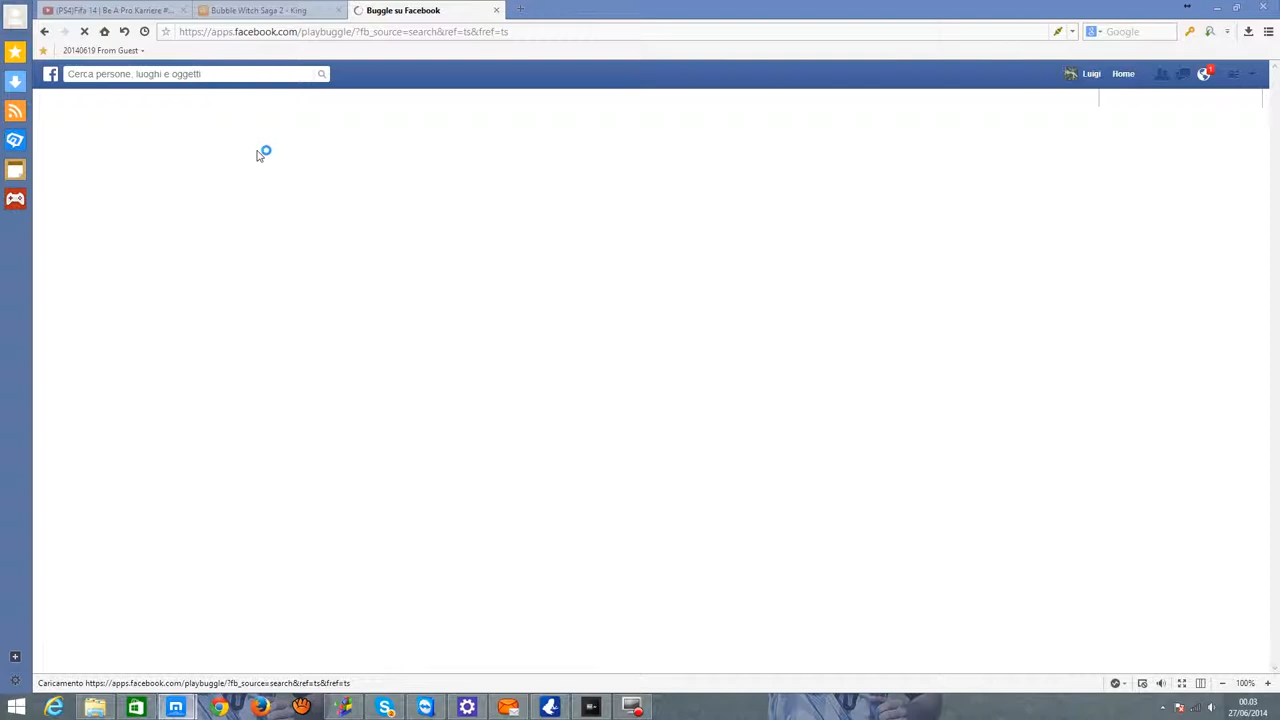 (PS4)Fifa 14 | Be A Pro Karriere #...
Bubble Witch Saga 2 - King
Buggle su Facebook
https://apps.facebook.com/playbuggle/?fb_source=search&ref=ts&fref=ts
Google
20140619 From Guest
Cerca persone, luoghi e oggetti
Luigi
Home
1
Caricamento https://apps.facebook.com/playbuggle/?fb_source=search&ref=ts&fref=ts
100%
00.03
27/06/2014